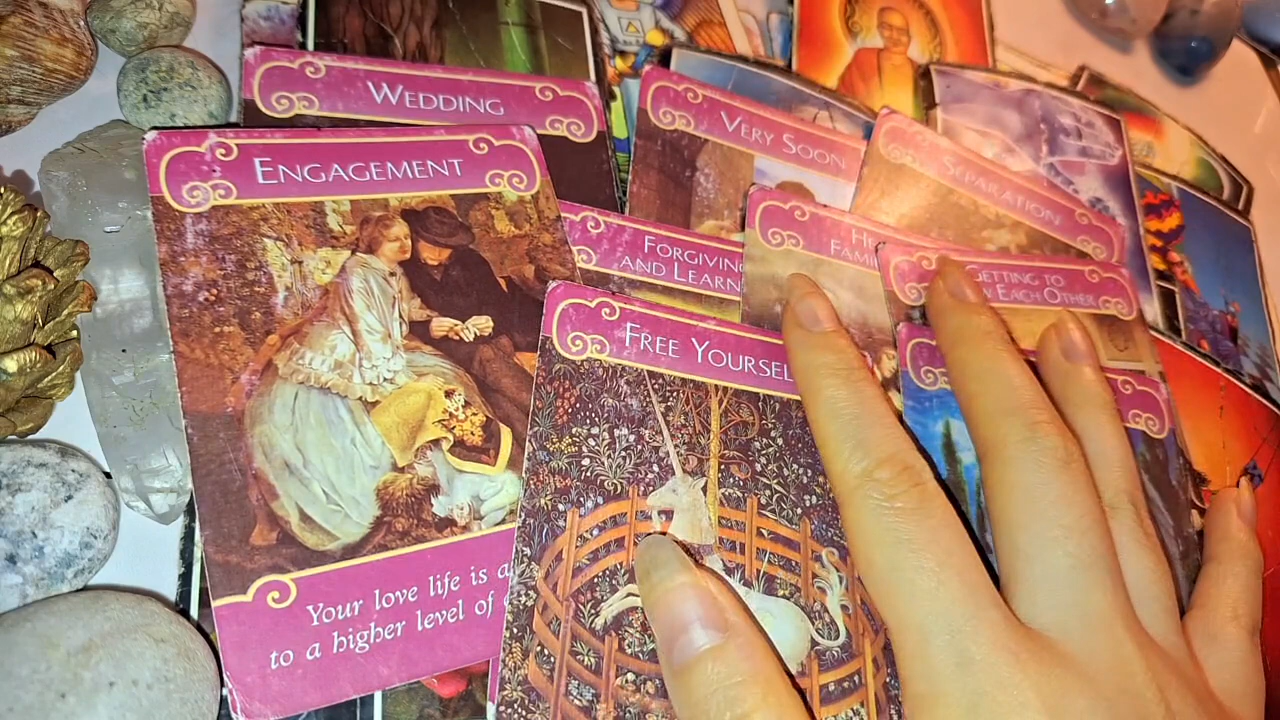 WEDDING
ENGAGEMENT
VERY SOON
SEPARATION
FORGIVING
AND LEARN
GETTING TO
EACH OTHER
FREE YOURSEL
Your love life is
to a higher level of